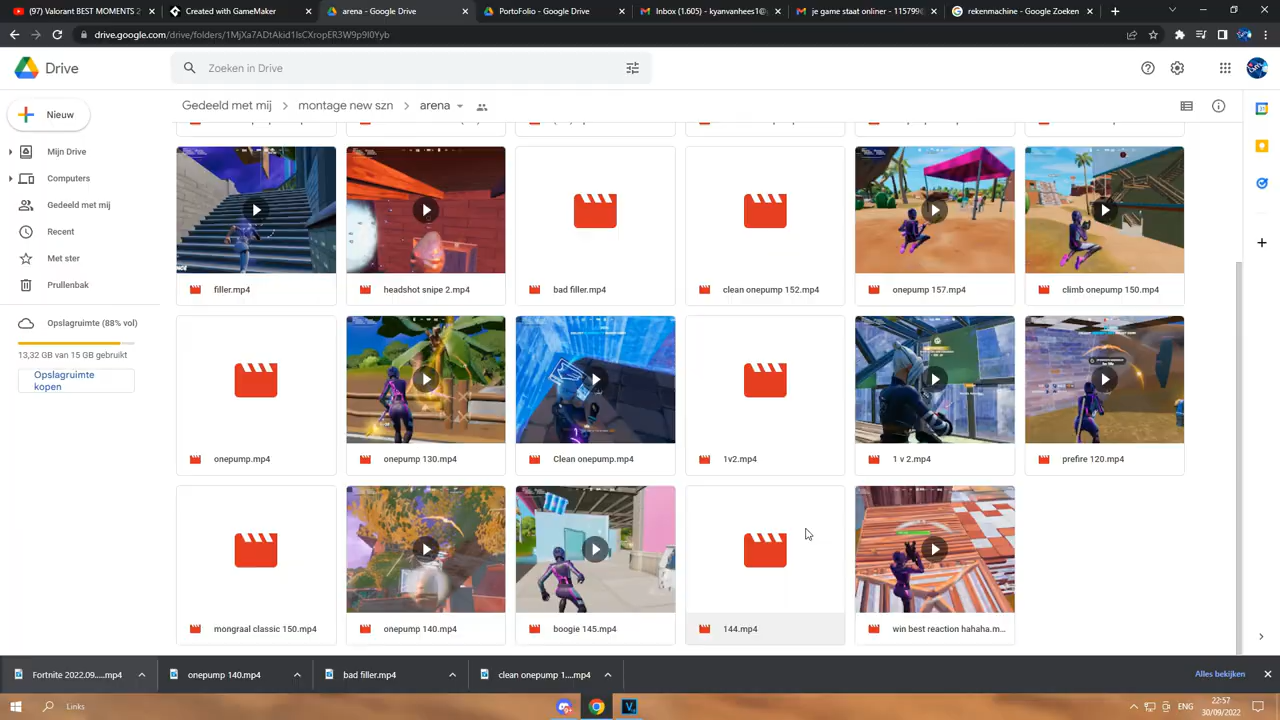 (97) Valorant BEST MOMENTS 2
Created with GameMaker
arena - Google Drive
PortoFolio - Google Drive
Inbox (1.605) - kypnvanhees1@g
je game staat onliner - 115799
rekenmachine - Google Zoeken
drive.google.com/drive/folders/1MjXa7ADtAkid1IsCXropER3W9p9I0Yyb
Drive
Zoeken in Drive
Nieuw
Gedeeld met mij
montage new szn
arena
Mijn Drive
Computers
Gedeeld met mij
Recent
Met ster
Prullenbak
Opslagruimte (88% vol)
13,32 GB van 15 GB gebruikt
Opslagruimte
kopen
filler.mp4
headshot snipe 2.mp4
bad filler.mp4
clean onepump 152.mp4
onepump 157.mp4
climb onepump 150.mp4
onepump.mp4
onepump 130.mp4
Clean onepump.mp4
1v2.mp4
1 v 2.mp4
prefire 120.mp4
mongraal classic 150.mp4
onepump 140.mp4
boogie 145.mp4
144.mp4
win best reaction hahaha.m...
Fortnite 2022.09.....mp4
onepump 140.mp4
bad filler.mp4
clean onepump 1....mp4
Alles bekijken
Links
ENG
22:57
30/09/2022